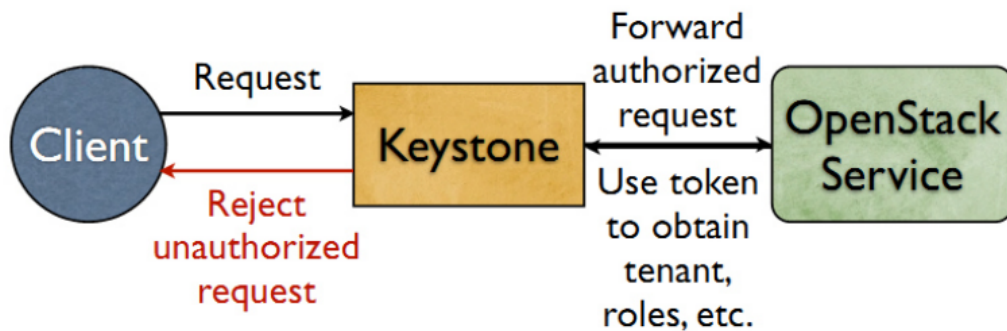 Client
Request
Reject
unauthorized
request
Keystone
Forward
authorized
request
Use token
to obtain
tenant,
roles, etc.
OpenStack
Service